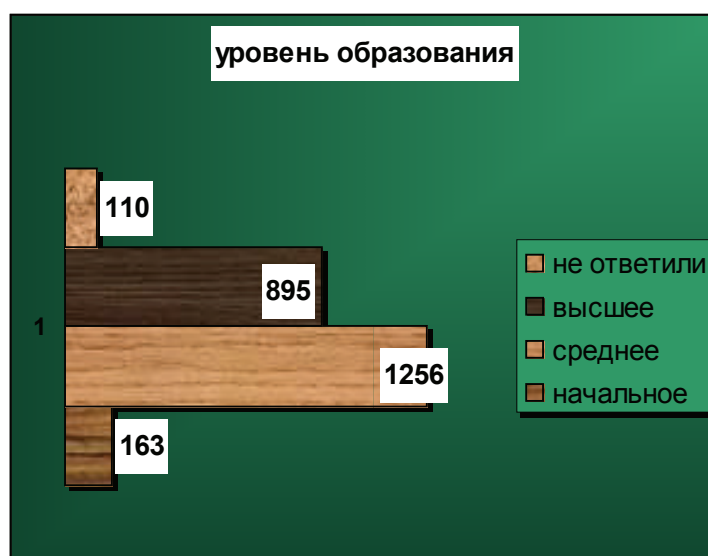 уровень образования
110
895
1
1256
163
не ответили
высшее
среднее
начальное